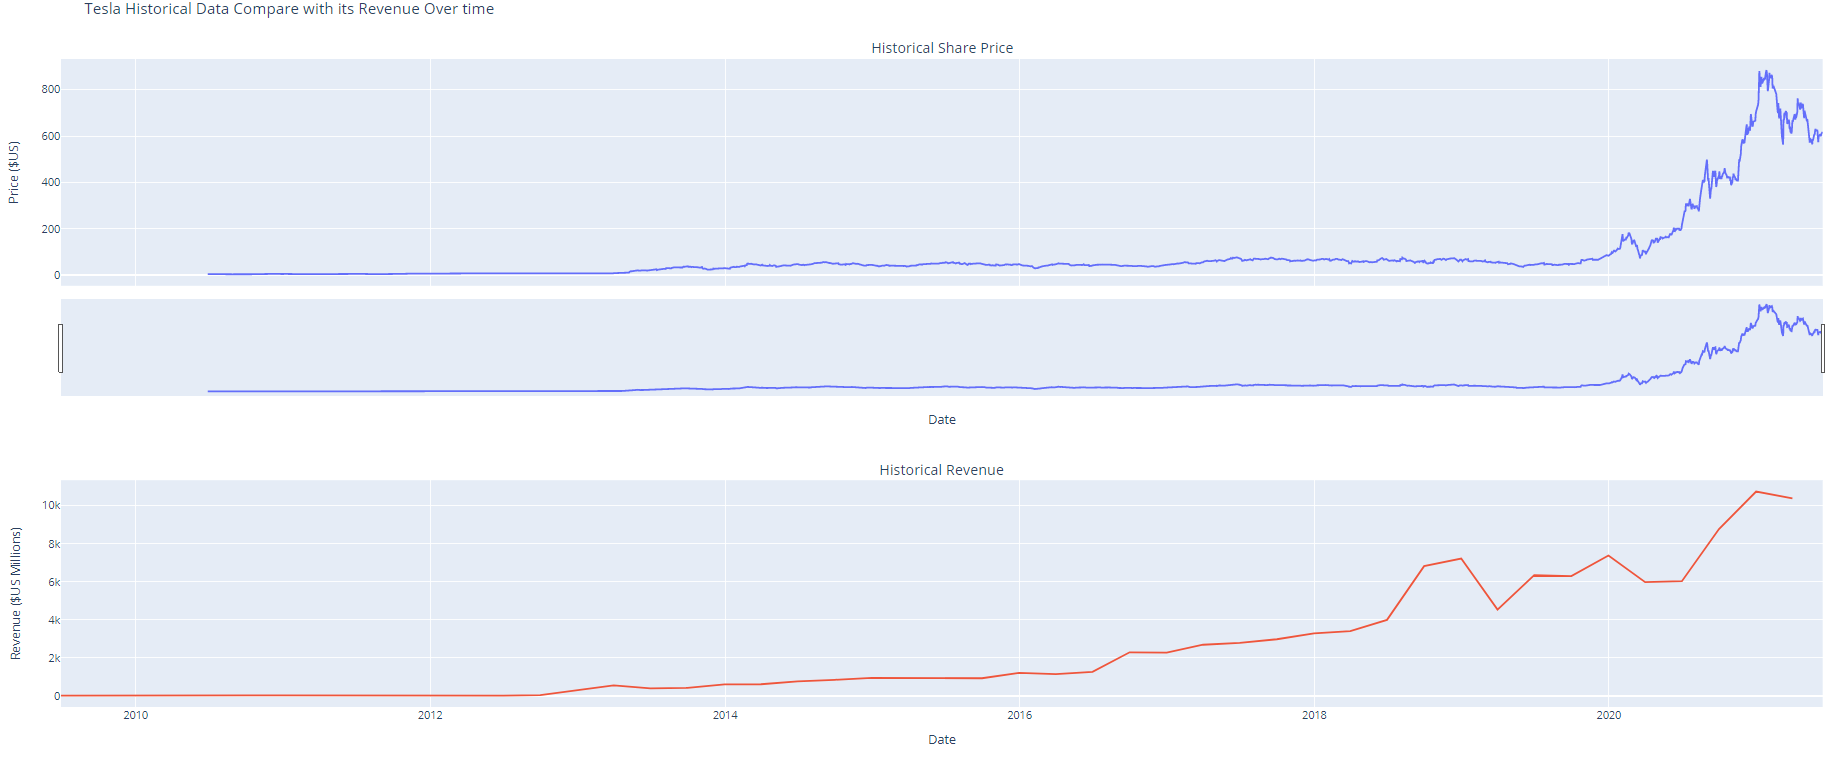 Tesla Historical Data Compare with its Revenue Over time
Historical Share Price
Price ($US)
800
600
400
200
0
Date
Historical Revenue
Revenue ($US Millions)
10k
8k
6k
4k
2k
0
2010 2012 2014 2016 2018 2020
Date